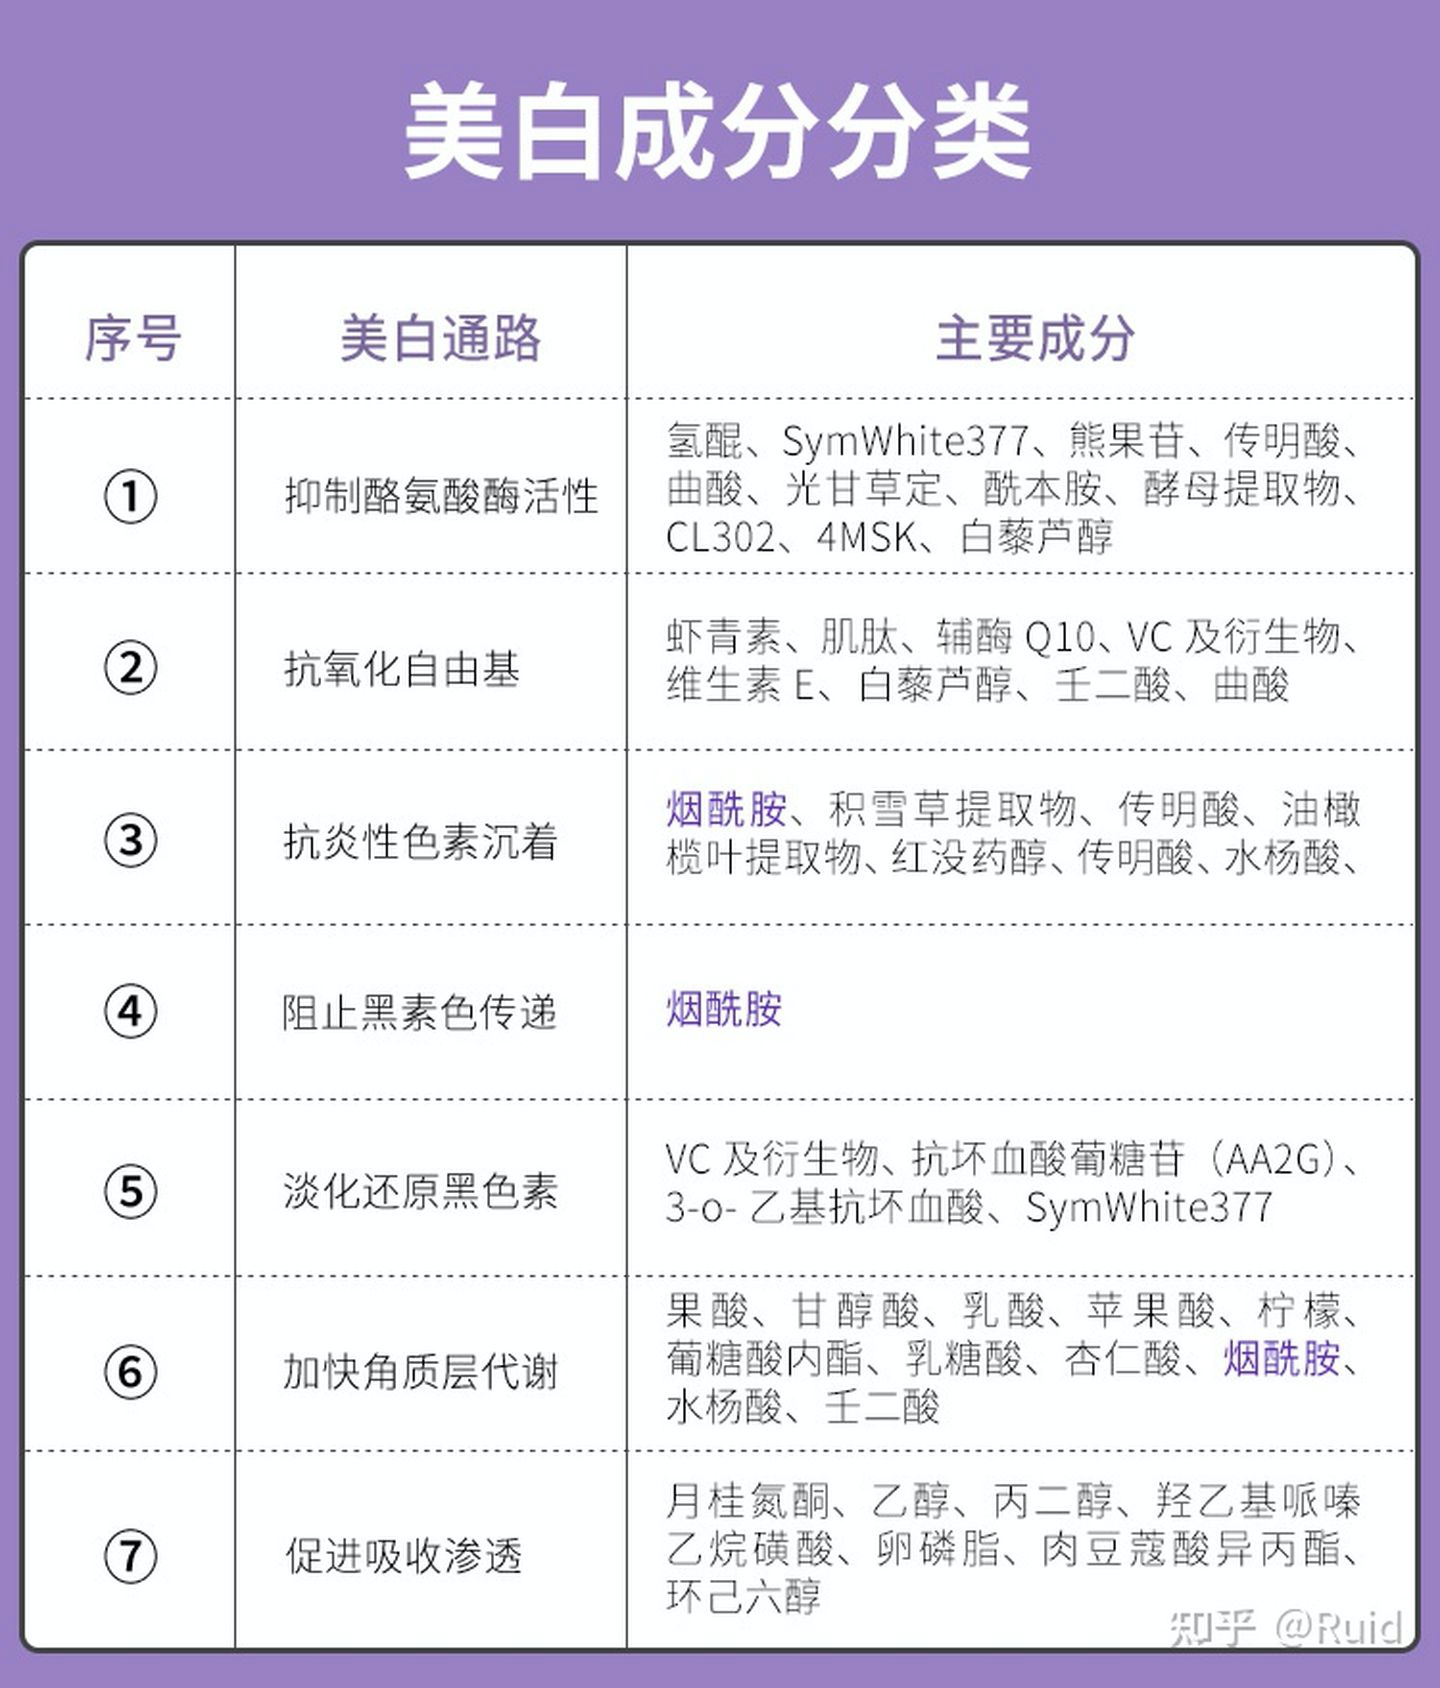 美白成分分类
序号 美白通路 主要成分
① 抑制酪氨酸酶活性
氢醌、SymWhite377、熊果苷、传明酸、
曲酸、光甘草定、酰本胺、酵母提取物、
CL302、4MSK、白藜芦醇
② 抗氧化自由基
虾青素、肌肽、辅酶 Q10、VC 及衍生物、
维生素 E、白藜芦醇、壬二酸、曲酸
③ 抗炎性色素沉着
烟酰胺、积雪草提取物、传明酸、油橄
榄叶提取物、红没药醇、传明酸、水杨酸、
④ 阻止黑素色传递
烟酰胺
⑤ 淡化还原黑色素
VC 及衍生物、抗坏血酸葡糖苷（AA2G）、
3-o- 乙基抗坏血酸、SymWhite377
⑥ 加快角质层代谢
果酸、甘醇酸、乳酸、苹果酸、柠檬、
葡糖酸内酯、乳糖酸、杏仁酸、烟酰胺、
水杨酸、壬二酸
⑦ 促进吸收渗透
月桂氮酮、乙醇、丙二醇、羟乙基哌嗪
乙烷磺酸、卵磷脂、肉豆蔻酸异丙酯、
环己六醇
知乎 @Ruid